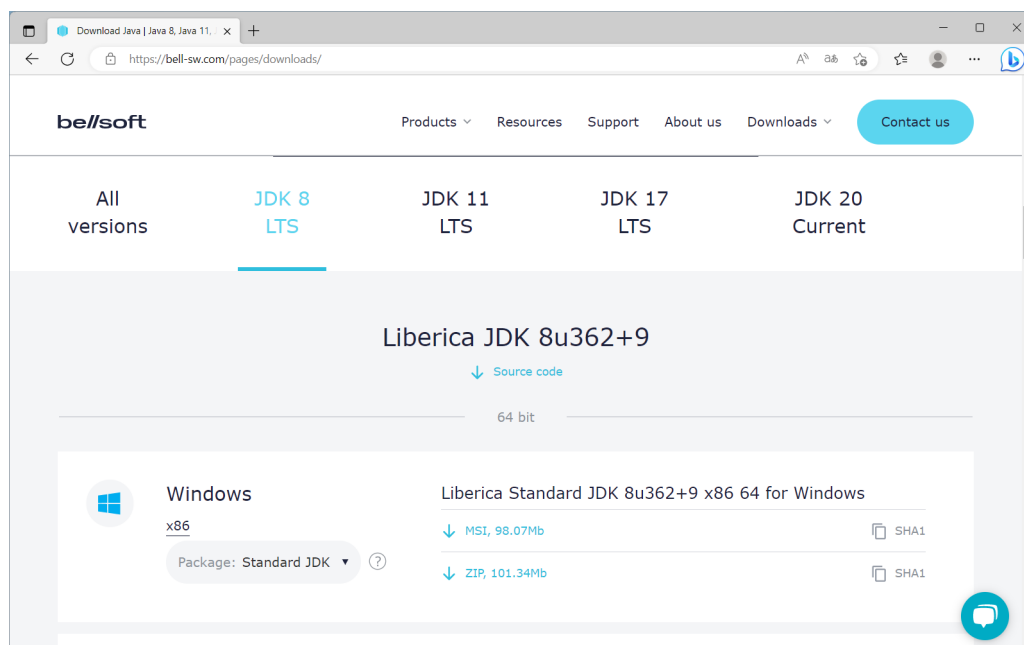 Download Java | Java 8, Java 11,
https://bell-sw.com/pages/downloads/
bellsoft
Products
Resources
Support
About us
Downloads
Contact us
All versions
JDK 8 LTS
JDK 11 LTS
JDK 17 LTS
JDK 20 Current
Liberica JDK 8u362+9
Source code
64 bit
Windows
x86
Package: Standard JDK
?
Liberica Standard JDK 8u362+9 x86 64 for Windows
MSI, 98.07Mb
SHA1
ZIP, 101.34Mb
SHA1